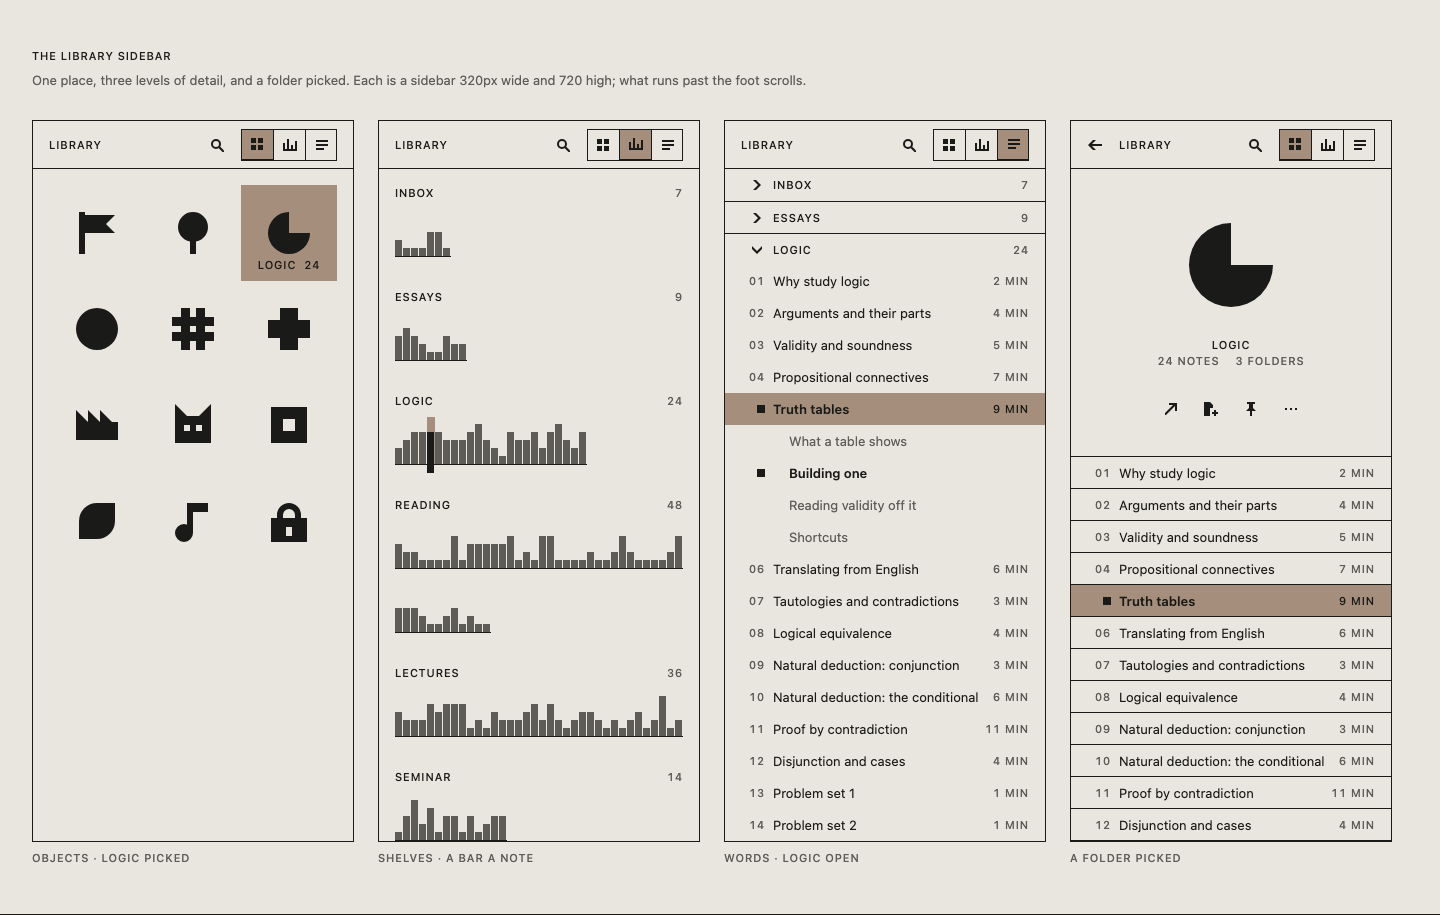 THE LIBRARY SIDEBAR
One place, three levels of detail, and a folder picked. Each is a sidebar 320px wide and 720 high; what runs past the foot scrolls.
LIBRARY
LOGIC 24
OBJECTS · LOGIC PICKED
LIBRARY
INBOX 7
ESSAYS 9
LOGIC 24
READING 48
LECTURES 36
SEMINAR 14
SHELVES · A BAR A NOTE
LIBRARY
INBOX 7
ESSAYS 9
LOGIC 24
01 Why study logic 2 MIN
02 Arguments and their parts 4 MIN
03 Validity and soundness 5 MIN
04 Propositional connectives 7 MIN
Truth tables 9 MIN
What a table shows
Building one
Reading validity off it
Shortcuts
06 Translating from English 6 MIN
07 Tautologies and contradictions 3 MIN
08 Logical equivalence 4 MIN
09 Natural deduction: conjunction 3 MIN
10 Natural deduction: the conditional 6 MIN
11 Proof by contradiction 11 MIN
12 Disjunction and cases 4 MIN
13 Problem set 1 1 MIN
14 Problem set 2 1 MIN
WORDS · LOGIC OPEN
LIBRARY
LOGIC
24 NOTES 3 FOLDERS
01 Why study logic 2 MIN
02 Arguments and their parts 4 MIN
03 Validity and soundness 5 MIN
04 Propositional connectives 7 MIN
Truth tables 9 MIN
06 Translating from English 6 MIN
07 Tautologies and contradictions 3 MIN
08 Logical equivalence 4 MIN
09 Natural deduction: conjunction 3 MIN
10 Natural deduction: the conditional 6 MIN
11 Proof by contradiction 11 MIN
12 Disjunction and cases 4 MIN
A FOLDER PICKED